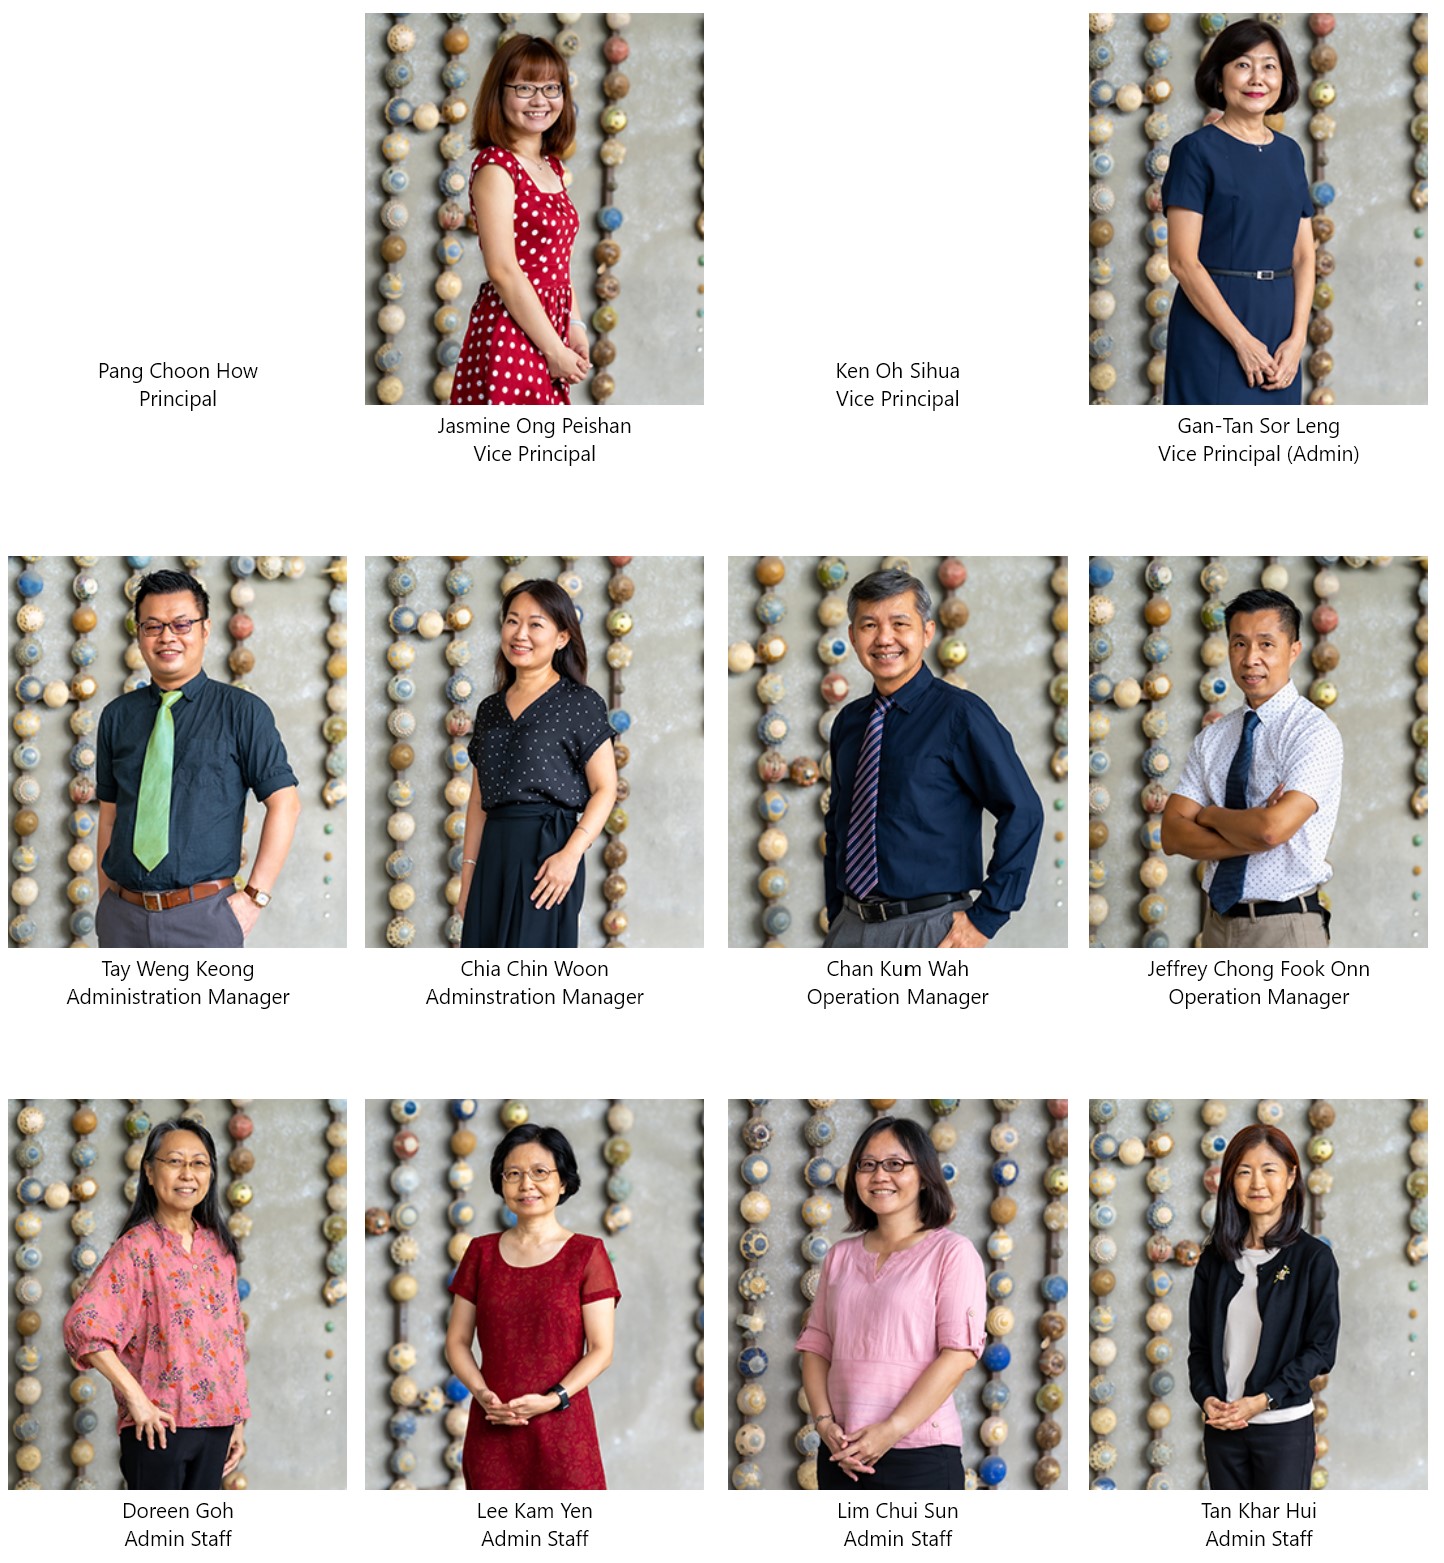 Pang Choon How
Principal
Jasmine Ong Peishan
Vice Principal
Ken Oh Sihua
Vice Principal
Gan-Tan Sor Leng
Vice Principal (Admin)
Tay Weng Keong
Administration Manager
Chia Chin Woon
Adminstration Manager
Chan Kum Wah
Operation Manager
Jeffrey Chong Fook Onn
Operation Manager
Doreen Goh
Admin Staff
Lee Kam Yen
Admin Staff
Lim Chui Sun
Admin Staff
Tan Khar Hui
Admin Staff